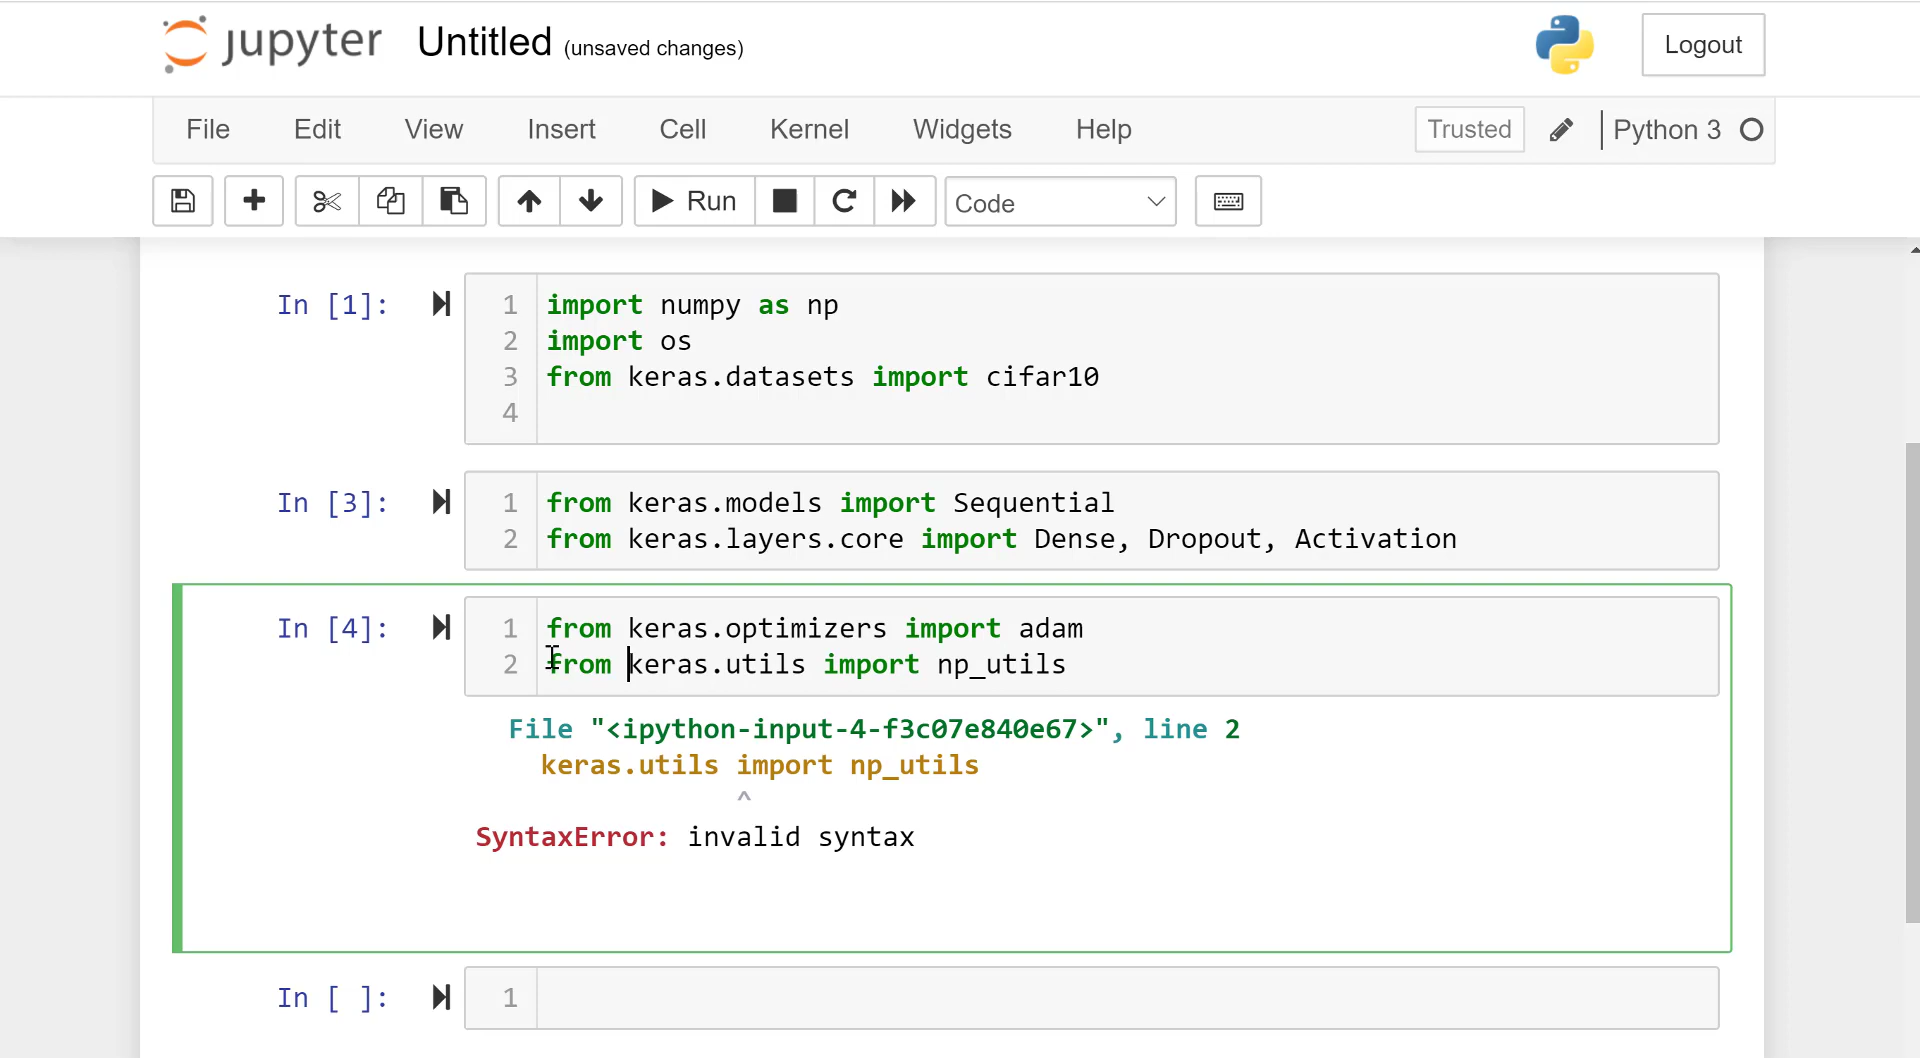 jupyter Untitled (unsaved changes) Logout
File Edit View Insert Cell Kernel Widgets Help Trusted Python 3
Run Code
In [1]: 1 import numpy as np
2 import os
3 from keras.datasets import cifar10
4
In [3]: 1 from keras.models import Sequential
2 from keras.layers.core import Dense, Dropout, Activation
In [4]: 1 from keras.optimizers import adam
2 from keras.utils import np_utils
File "<ipython-input-4-f3c07e840e67>", line 2
keras.utils import np_utils
^
SyntaxError: invalid syntax
In [ ]: 1